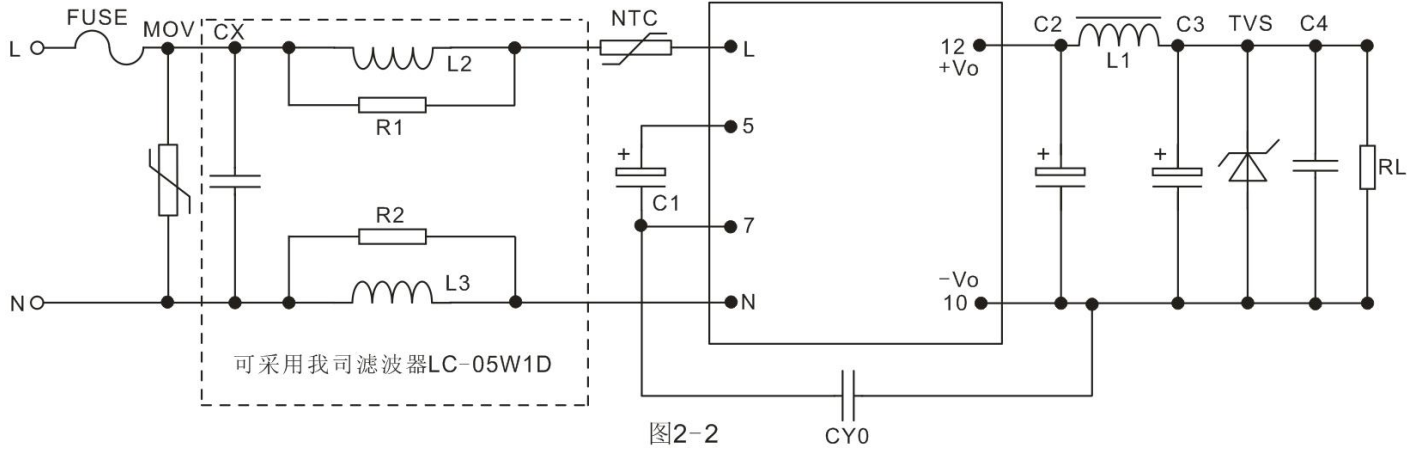 FUSE
MOV
CX
L
L2
R1
NTC
L
12
+Vo
C2
L1
C3
TVS
C4
5
+
C1
+
+
RL
R2
7
L3
N
N
-Vo
10
可采用我司滤波器LC-05W1D
图2-2
CY0